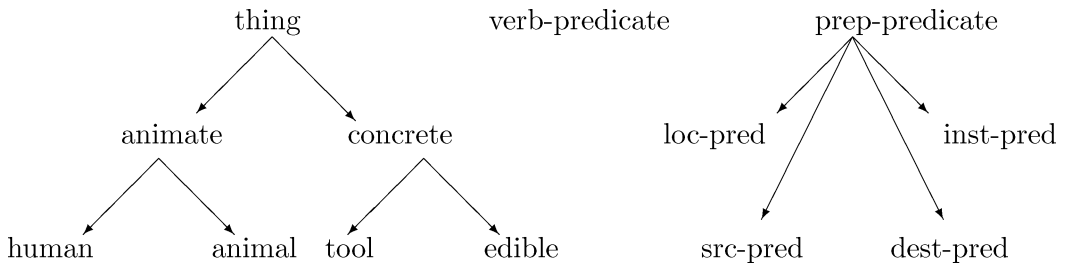 thing verb-predicate prep-predicate
animate concrete loc-pred inst-pred
human animal tool edible src-pred dest-pred